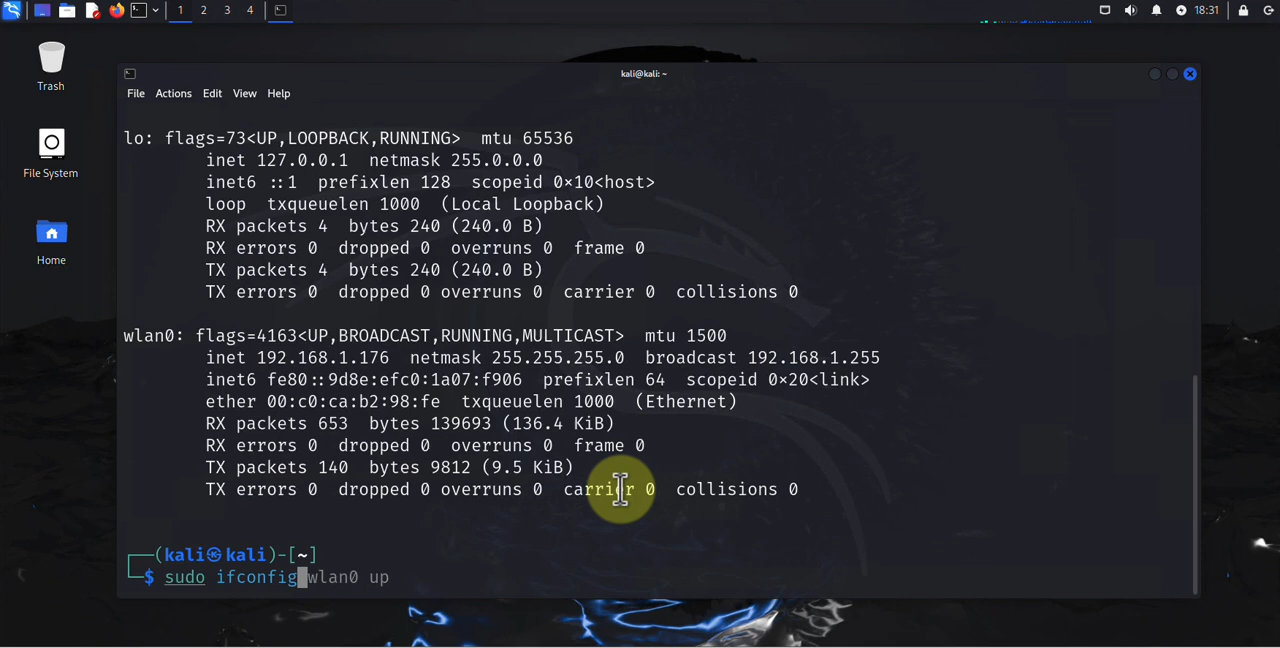 1 2 3 4
18:31
Trash
File System
Home
kali@kali: ~
File Actions Edit View Help
lo: flags=73<UP,LOOPBACK,RUNNING>  mtu 65536
        inet 127.0.0.1  netmask 255.0.0.0
        inet6 ::1  prefixlen 128  scopeid 0×10<host>
        loop  txqueuelen 1000  (Local Loopback)
        RX packets 4  bytes 240 (240.0 B)
        RX errors 0  dropped 0  overruns 0  frame 0
        TX packets 4  bytes 240 (240.0 B)
        TX errors 0  dropped 0 overruns 0  carrier 0  collisions 0
wlan0: flags=4163<UP,BROADCAST,RUNNING,MULTICAST>  mtu 1500
        inet 192.168.1.176  netmask 255.255.255.0  broadcast 192.168.1.255
        inet6 fe80::9d8e:efc0:1a07:f906  prefixlen 64  scopeid 0×20<link>
        ether 00:c0:ca:b2:98:fe  txqueuelen 1000  (Ethernet)
        RX packets 653  bytes 139693 (136.4 KiB)
        RX errors 0  dropped 0  overruns 0  frame 0
        TX packets 140  bytes 9812 (9.5 KiB)
        TX errors 0  dropped 0 overruns 0  carrier 0  collisions 0
┌──(kali㉿kali)-[~]
└─$ sudo ifconfig wlan0 up